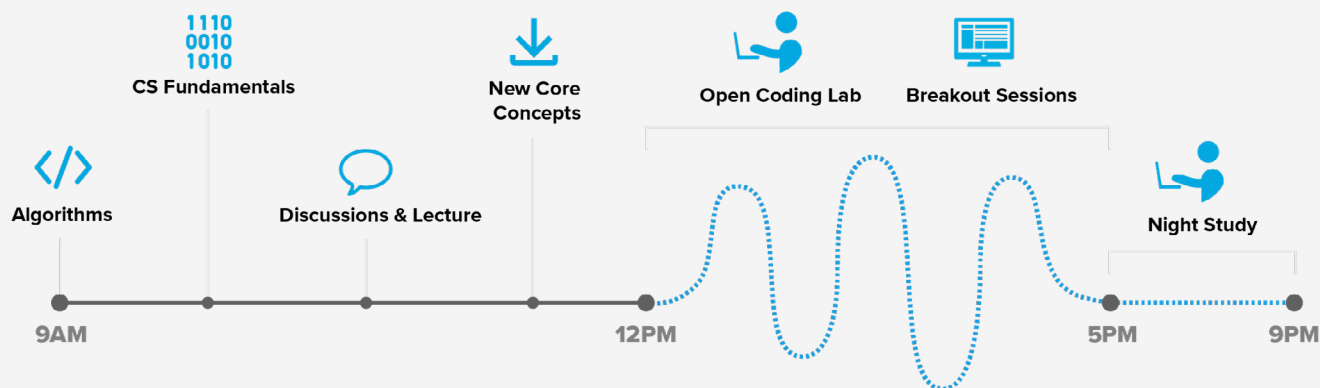 1110
0010
1010
CS Fundamentals
New Core
Concepts
Open Coding Lab
Breakout Sessions
Algorithms
Discussions & Lecture
Night Study
9AM
12PM
5PM
9PM